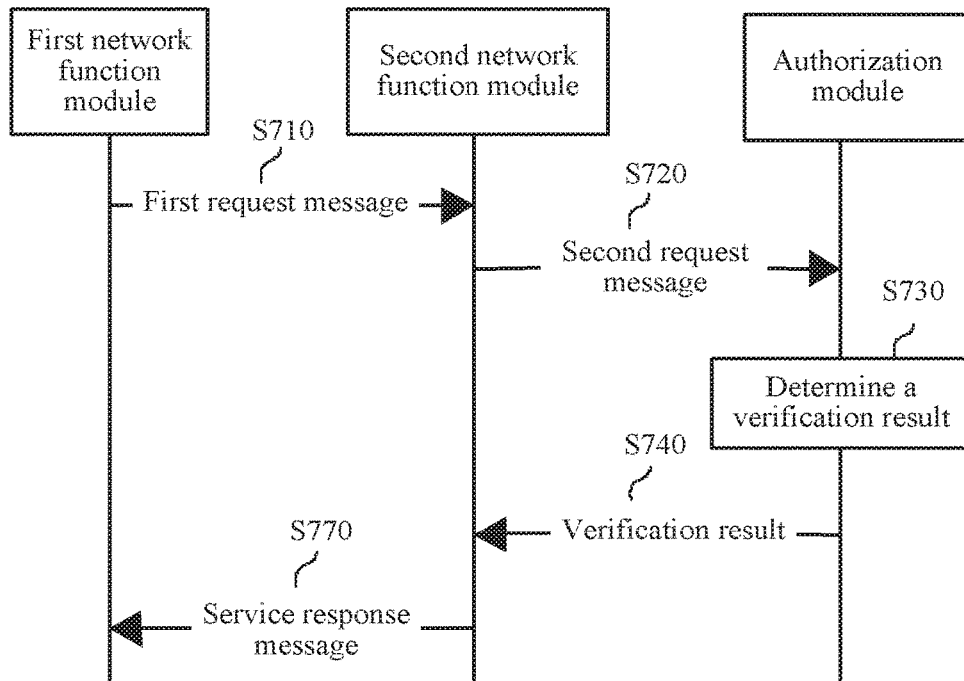 First network
function
module
Second network
function module
Authorization
module
S710
First request message
S720
Second request
message
S730
Determine a
verification result
S740
Verification result
S770
Service response
message